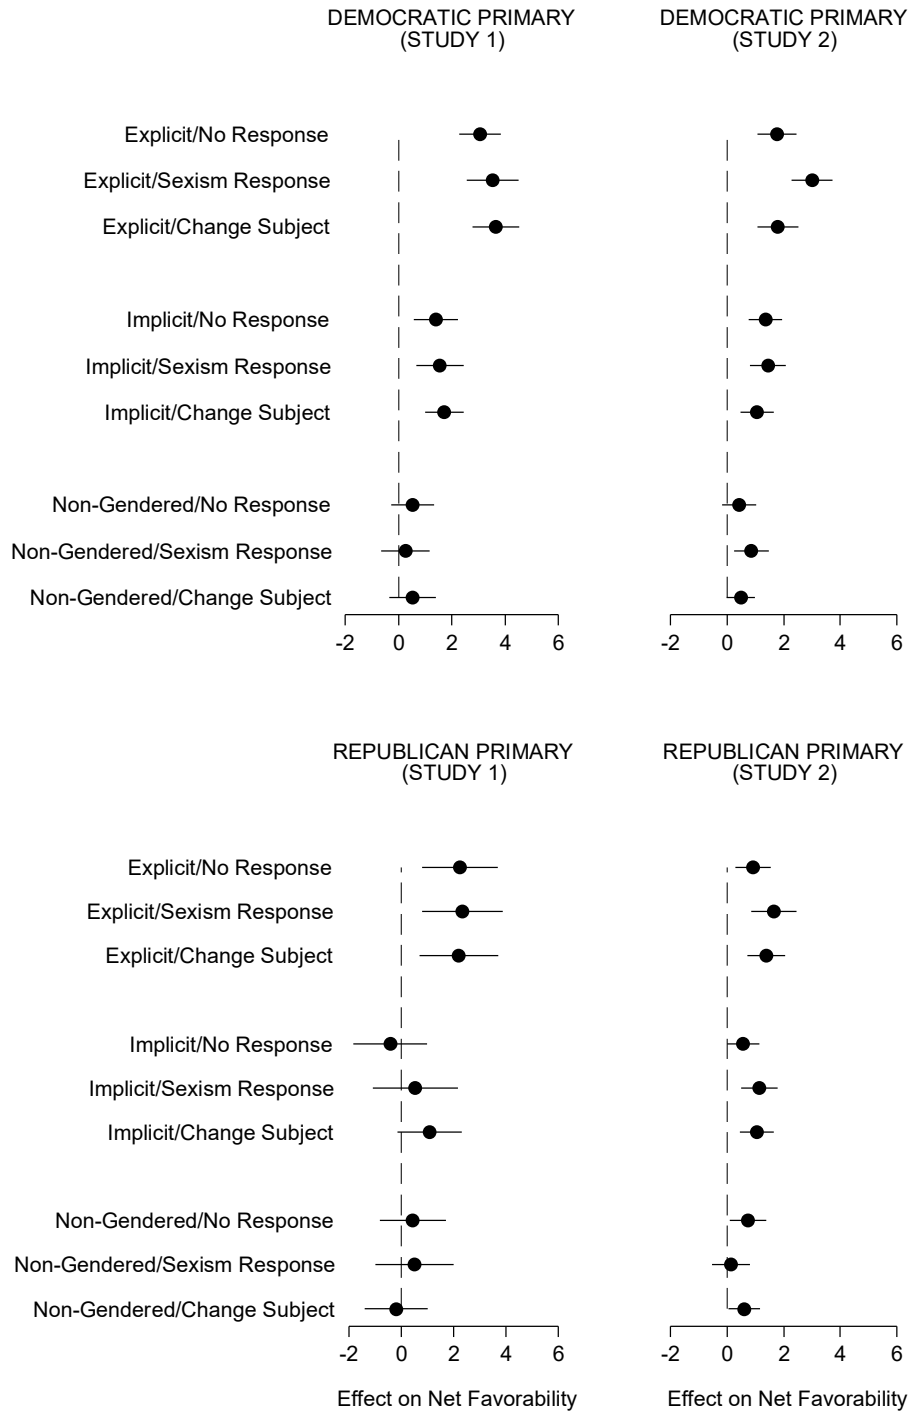 DEMOCRATIC PRIMARY
(STUDY 1)
DEMOCRATIC PRIMARY
(STUDY 2)
Explicit/No Response
Explicit/Sexism Response
Explicit/Change Subject
Implicit/No Response
Implicit/Sexism Response
Implicit/Change Subject
Non-Gendered/No Response
Non-Gendered/Sexism Response
Non-Gendered/Change Subject
-2 0 2 4 6
-2 0 2 4 6
REPUBLICAN PRIMARY
(STUDY 1)
REPUBLICAN PRIMARY
(STUDY 2)
Explicit/No Response
Explicit/Sexism Response
Explicit/Change Subject
Implicit/No Response
Implicit/Sexism Response
Implicit/Change Subject
Non-Gendered/No Response
Non-Gendered/Sexism Response
Non-Gendered/Change Subject
-2 0 2 4 6
-2 0 2 4 6
Effect on Net Favorability
Effect on Net Favorability